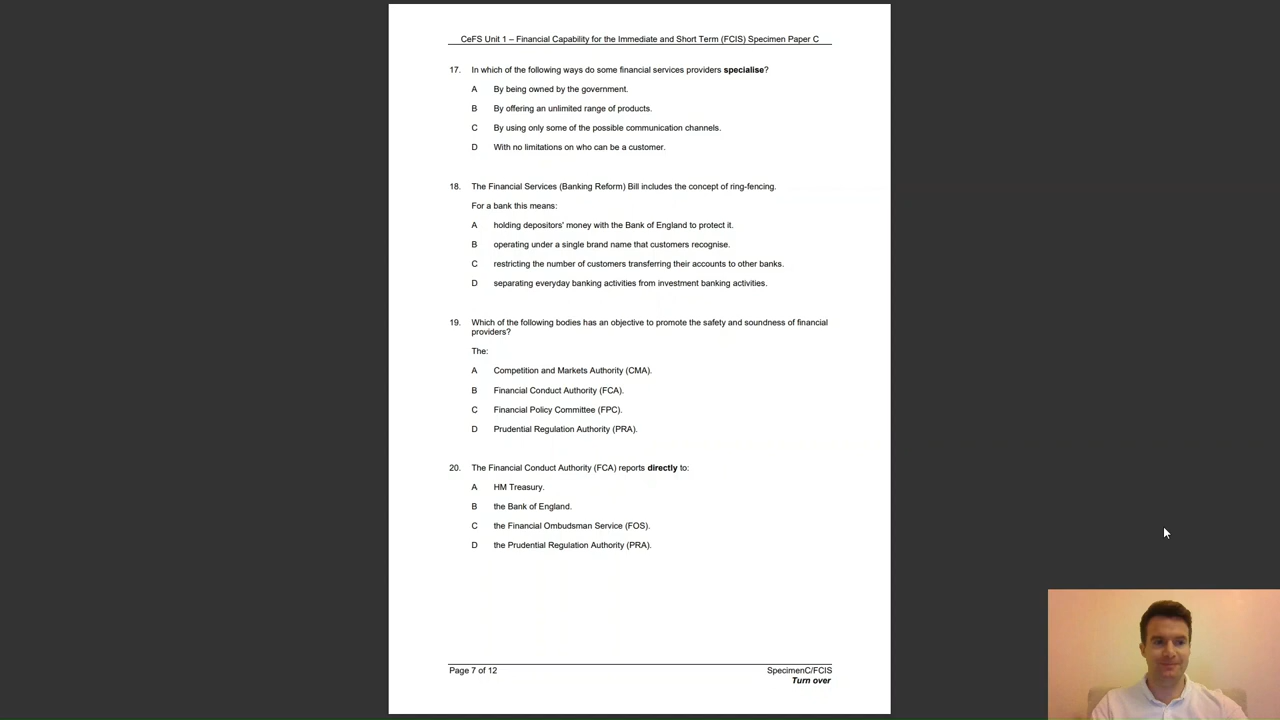 CeFS Unit 1 – Financial Capability for the Immediate and Short Term (FCIS) Specimen Paper C
17. In which of the following ways do some financial services providers specialise?
A By being owned by the government.
B By offering an unlimited range of products.
C By using only some of the possible communication channels.
D With no limitations on who can be a customer.
18. The Financial Services (Banking Reform) Bill includes the concept of ring-fencing.
For a bank this means:
A holding depositors' money with the Bank of England to protect it.
B operating under a single brand name that customers recognise.
C restricting the number of customers transferring their accounts to other banks.
D separating everyday banking activities from investment banking activities.
19. Which of the following bodies has an objective to promote the safety and soundness of financial
providers?
The:
A Competition and Markets Authority (CMA).
B Financial Conduct Authority (FCA).
C Financial Policy Committee (FPC).
D Prudential Regulation Authority (PRA).
20. The Financial Conduct Authority (FCA) reports directly to:
A HM Treasury.
B the Bank of England.
C the Financial Ombudsman Service (FOS).
D the Prudential Regulation Authority (PRA).
Page 7 of 12 SpecimenC/FCIS
Turn over